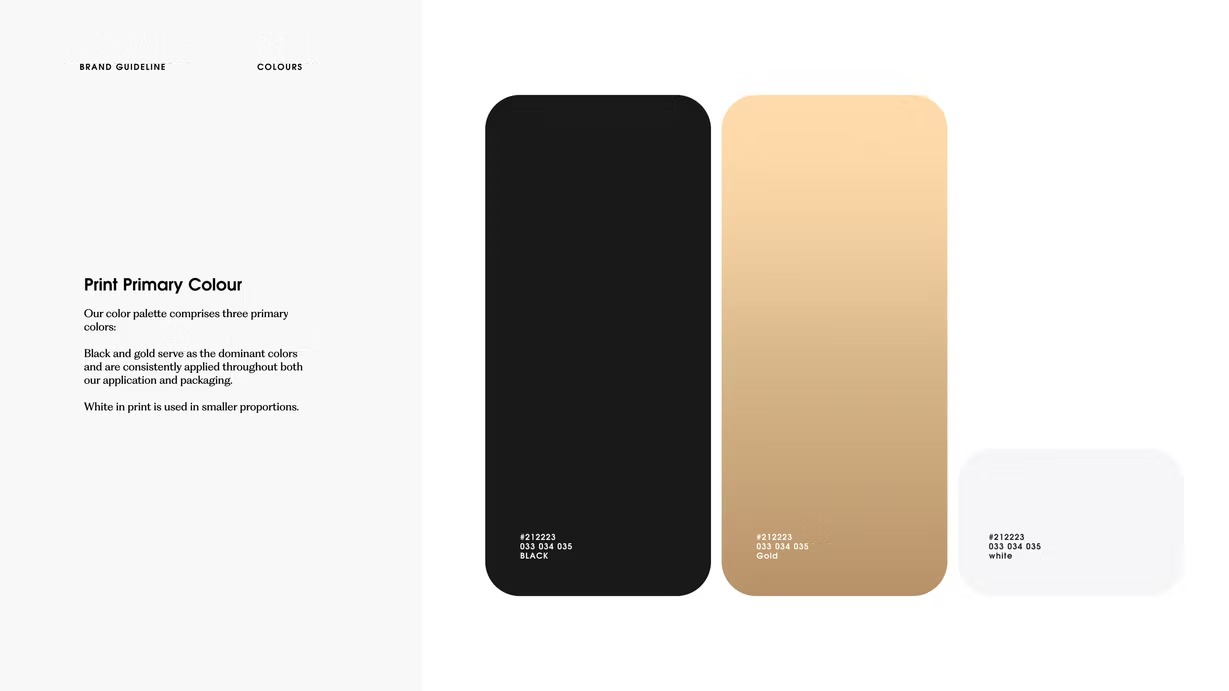 BRAND GUIDELINE
COLOURS
Print Primary Colour
Our color palette comprises three primary
colors:
Black and gold serve as the dominant colors
and are consistently applied throughout both
our application and packaging.
White in print is used in smaller proportions.
#212223
033 034 035
BLACK
#212223
033 034 035
Gold
#212223
033 034 035
white